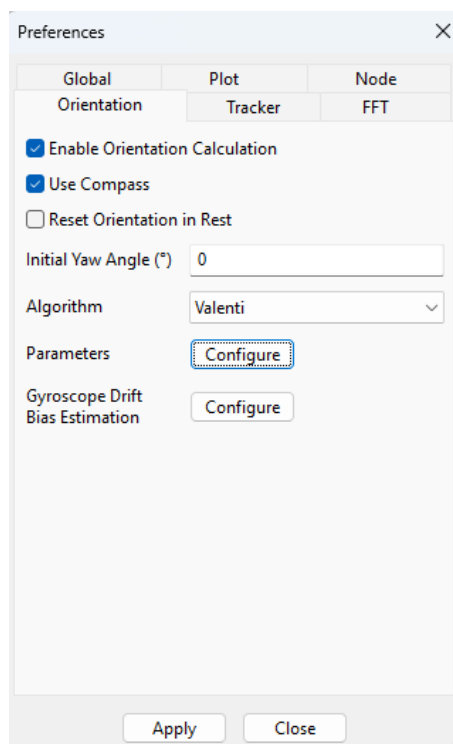 Preferences
Global Plot Node
Orientation Tracker FFT
Enable Orientation Calculation
Use Compass
Reset Orientation in Rest
Initial Yaw Angle (°) 0
Algorithm Valenti
Parameters Configure
Gyroscope Drift
Bias Estimation Configure
Apply Close